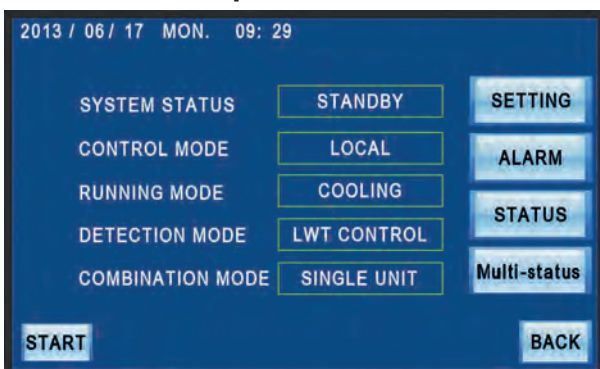 2013 / 06 / 17 MON. 09: 29
SYSTEM STATUS STANDBY SETTING
CONTROL MODE LOCAL ALARM
RUNNING MODE COOLING
DETECTION MODE LWT CONTROL STATUS
COMBINATION MODE SINGLE UNIT Multi-status
START BACK